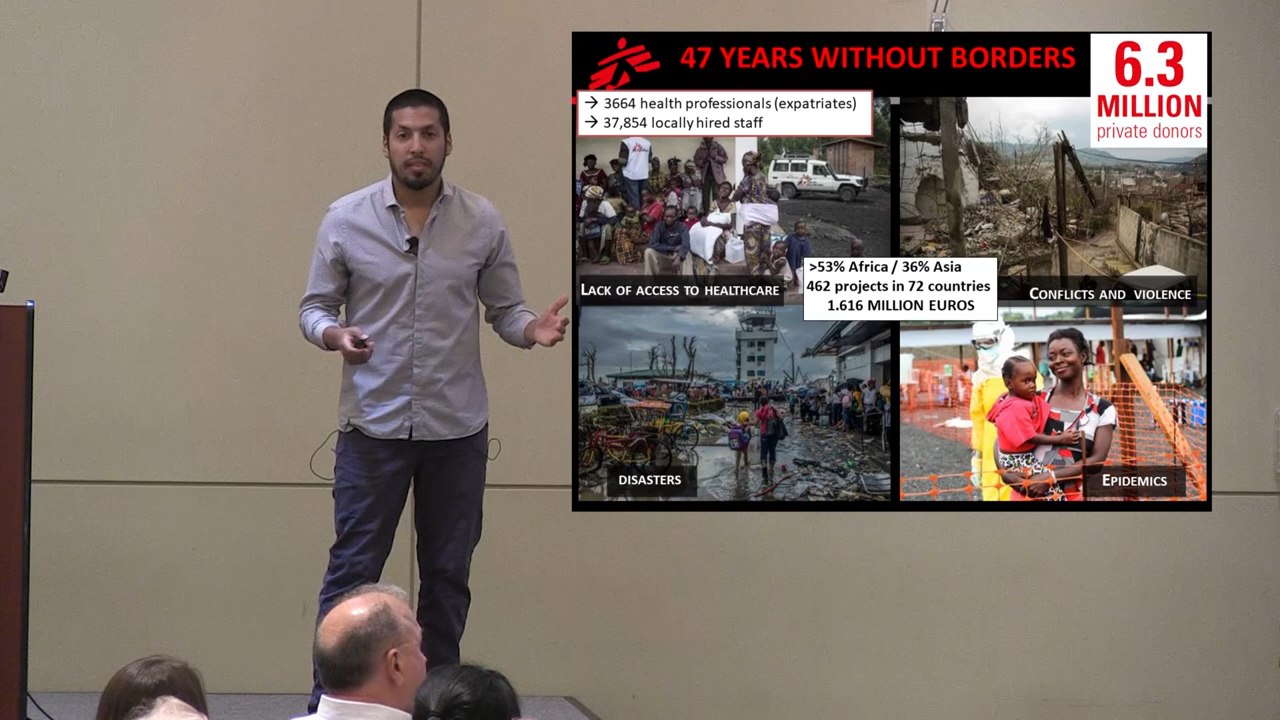 47 YEARS WITHOUT BORDERS
6.3
MILLION
private donors
→ 3664 health professionals (expatriates)
→ 37,854 locally hired staff
>53% Africa / 36% Asia
462 projects in 72 countries
1.616 MILLION EUROS
LACK OF ACCESS TO HEALTHCARE
CONFLICTS AND VIOLENCE
DISASTERS
EPIDEMICS